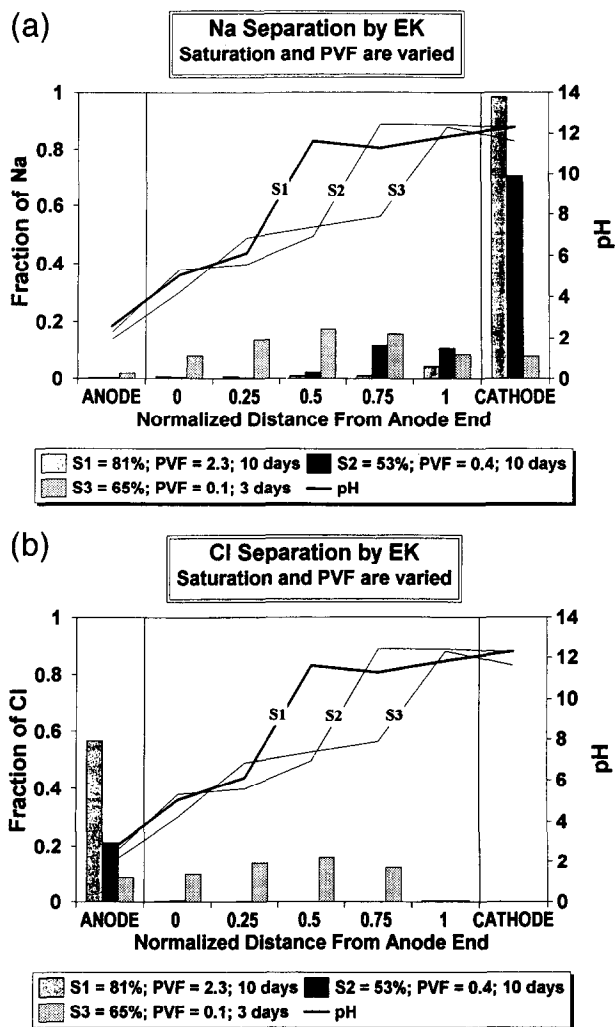 (a)
Na Separation by EK
Saturation and PVF are varied
Fraction of Na
1
0.8
0.6
0.4
0.2
0
14
12
10
8
6
4
2
0
pH
S1
S2
S3
ANODE 0 0.25 0.5 0.75 1 CATHODE
Normalized Distance From Anode End
S1 = 81%; PVF = 2.3; 10 days
S2 = 53%; PVF = 0.4; 10 days
S3 = 65%; PVF = 0.1; 3 days
pH
(b)
Cl Separation by EK
Saturation and PVF are varied
Fraction of Cl
1
0.8
0.6
0.4
0.2
0
14
12
10
8
6
4
2
0
pH
S1
S2
S3
ANODE 0 0.25 0.5 0.75 1 CATHODE
Normalized Distance From Anode End
S1 = 81%; PVF = 2.3; 10 days
S2 = 53%; PVF = 0.4; 10 days
S3 = 65%; PVF = 0.1; 3 days
pH